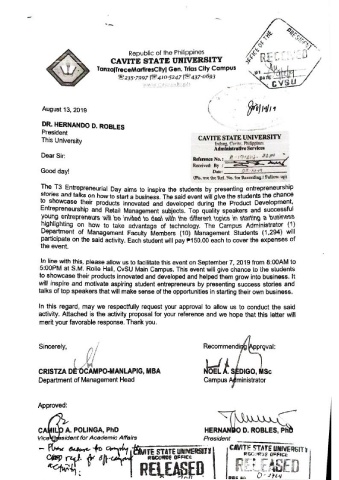 Republic of the Philippines
CAVITE STATE UNIVERSITY
Tanza|TreceMartiresCity| Gen. Trias City Campus
235-7997 410-5247 437-0693
OFFICE OF THE PRESIDENT
RECEIVED
CVSU
August 13, 2019
DR. HERNANDO D. ROBLES
President
This University
CAVITE STATE UNIVERSITY
Indang, Cavite, Philippines
Administrative Services
Reference No.:
Received By :
Date:
(Pls. use the Ref. No. for Recording / Follow-up)
Dear Sir:
Good day!
The T3 Entrepreneurial Day aims to inspire the students by presenting entrepreneurship
stories and talks on how to start a business. The said event will give the students the chance
to showcase their products innovated and developed during the Product Development,
Entrepreneurship and Retail Management subjects. Top quality speakers and successful
young entrepreneurs will be invited to deal with the different topics in starting a business
highlighting on how to take advantage of technology. The Campus Administrator (1)
Department of Management Faculty Members (10) Management Students (1,294) will
participate on the said activity. Each student will pay ₱150.00 each to cover the expenses of
the event.
In line with this, please allow us to facilitate this event on September 7, 2019 from 8:00AM to
5:00PM at S.M. Rolle Hall, CvSU Main Campus. This event will give chance to the students
to showcase their products innovated and developed and helped them grow into business. It
will inspire and motivate aspiring student entrepreneurs by presenting success stories and
talks of top speakers that will make sense of the opportunities in starting their own business.
In this regard, may we respectfully request your approval to allow us to conduct the said
activity. Attached is the activity proposal for your reference and we hope that this letter will
merit your favorable response. Thank you.
Sincerely,
Recommending Approval:
CRISTZA DE OCAMPO-MANLAPIG, MBA
Department of Management Head
NOEL A. SEDIGO, MSc
Campus Administrator
Approved:
CAMILO A. POLINGA, PhD
Vice President for Academic Affairs
HERNANDO D. ROBLES, PhD
President
- Please ensure to comply
activity.
CAVITE STATE UNIVERSITY
RECORDS OFFICE
RELEASED
CAVITE STATE UNIVERSITY
RECORDS OFFICE
RELEASED